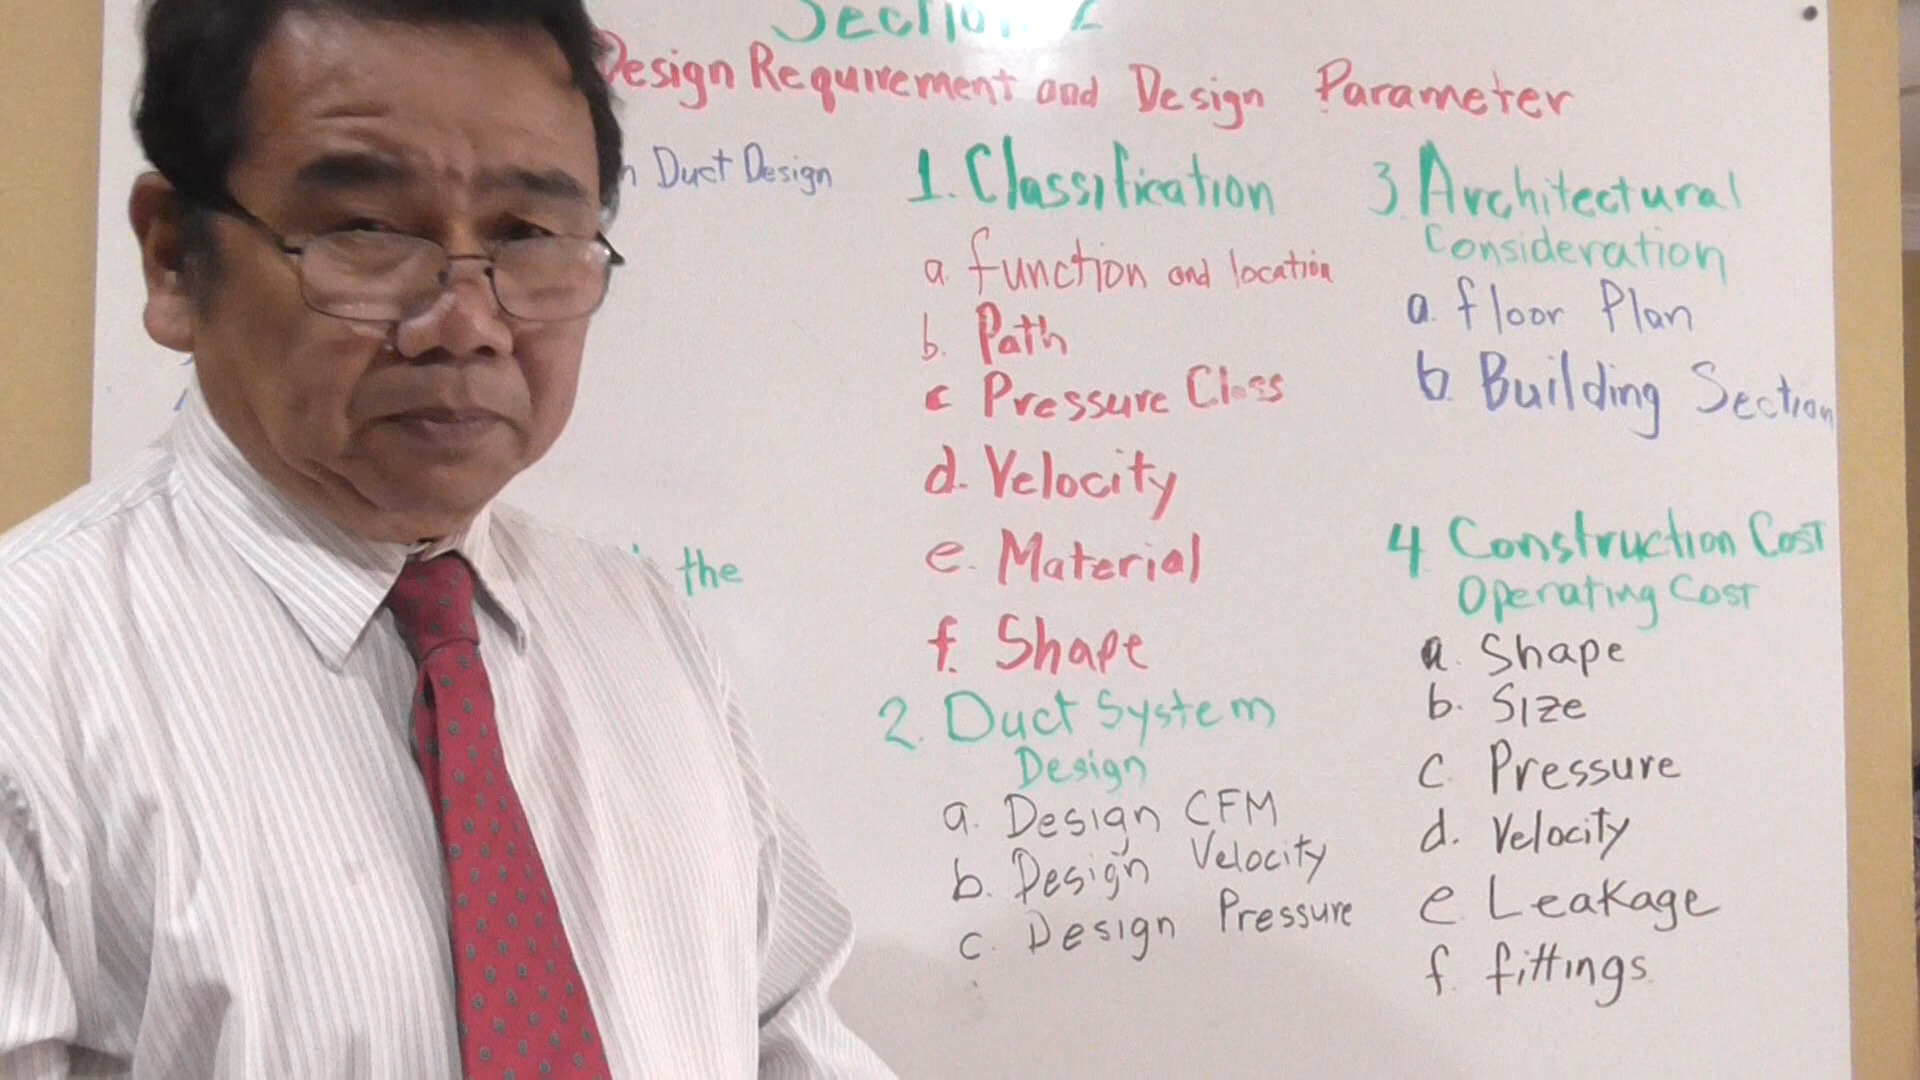 Section 2
Design Requirement and Design Parameter
Duct Design
the
1. Classification
a. function and location
b. Path
c Pressure Class
d. Velocity
e. Material
f. Shape
2. Duct System
Design
a. Design CFM
b. Design Velocity
c. Design Pressure
3. Architectural
Consideration
a. floor Plan
b. Building Section
4 Construction Cost
Operating Cost
a. Shape
b. Size
c. Pressure
d. Velocity
e. Leakage
f. fittings